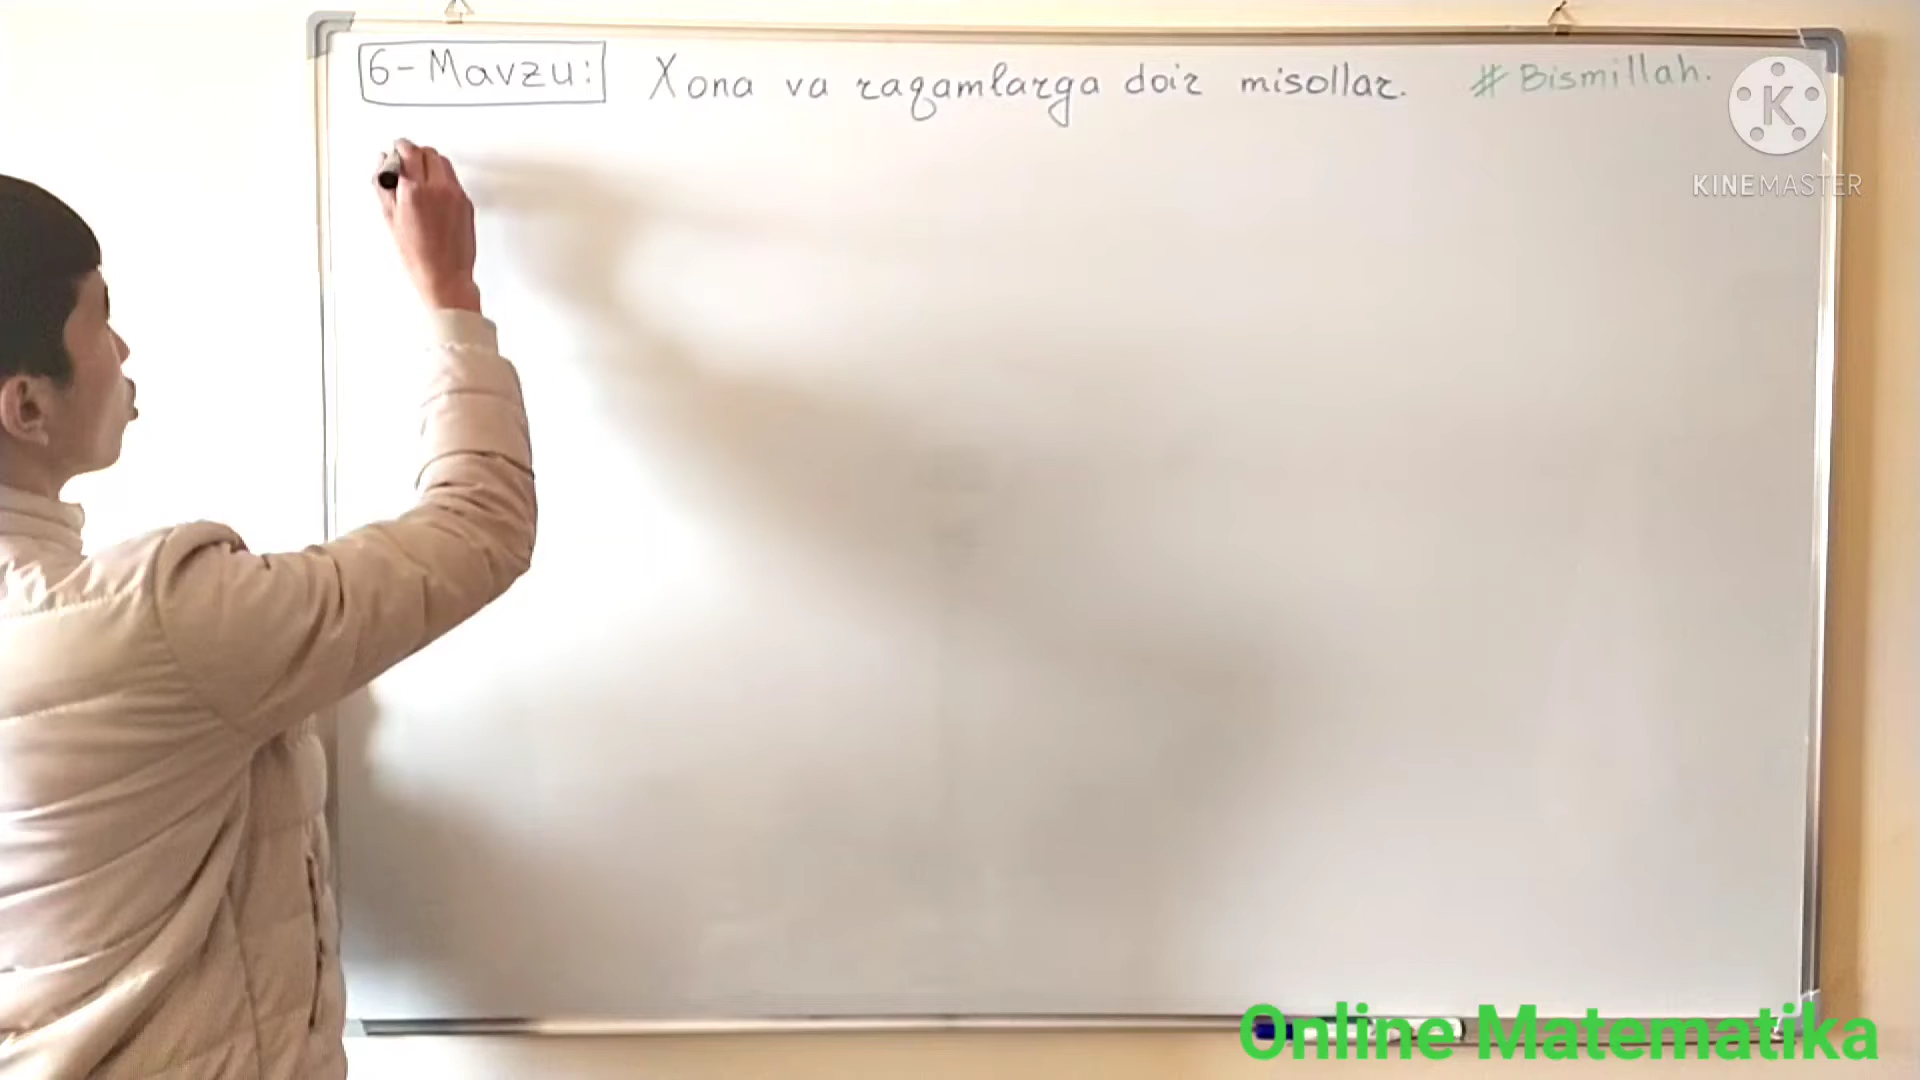 6-Mavzu: Xona va raqamlarga doir misollar. #Bismillah.
K
KINEMASTER
Online Matematika